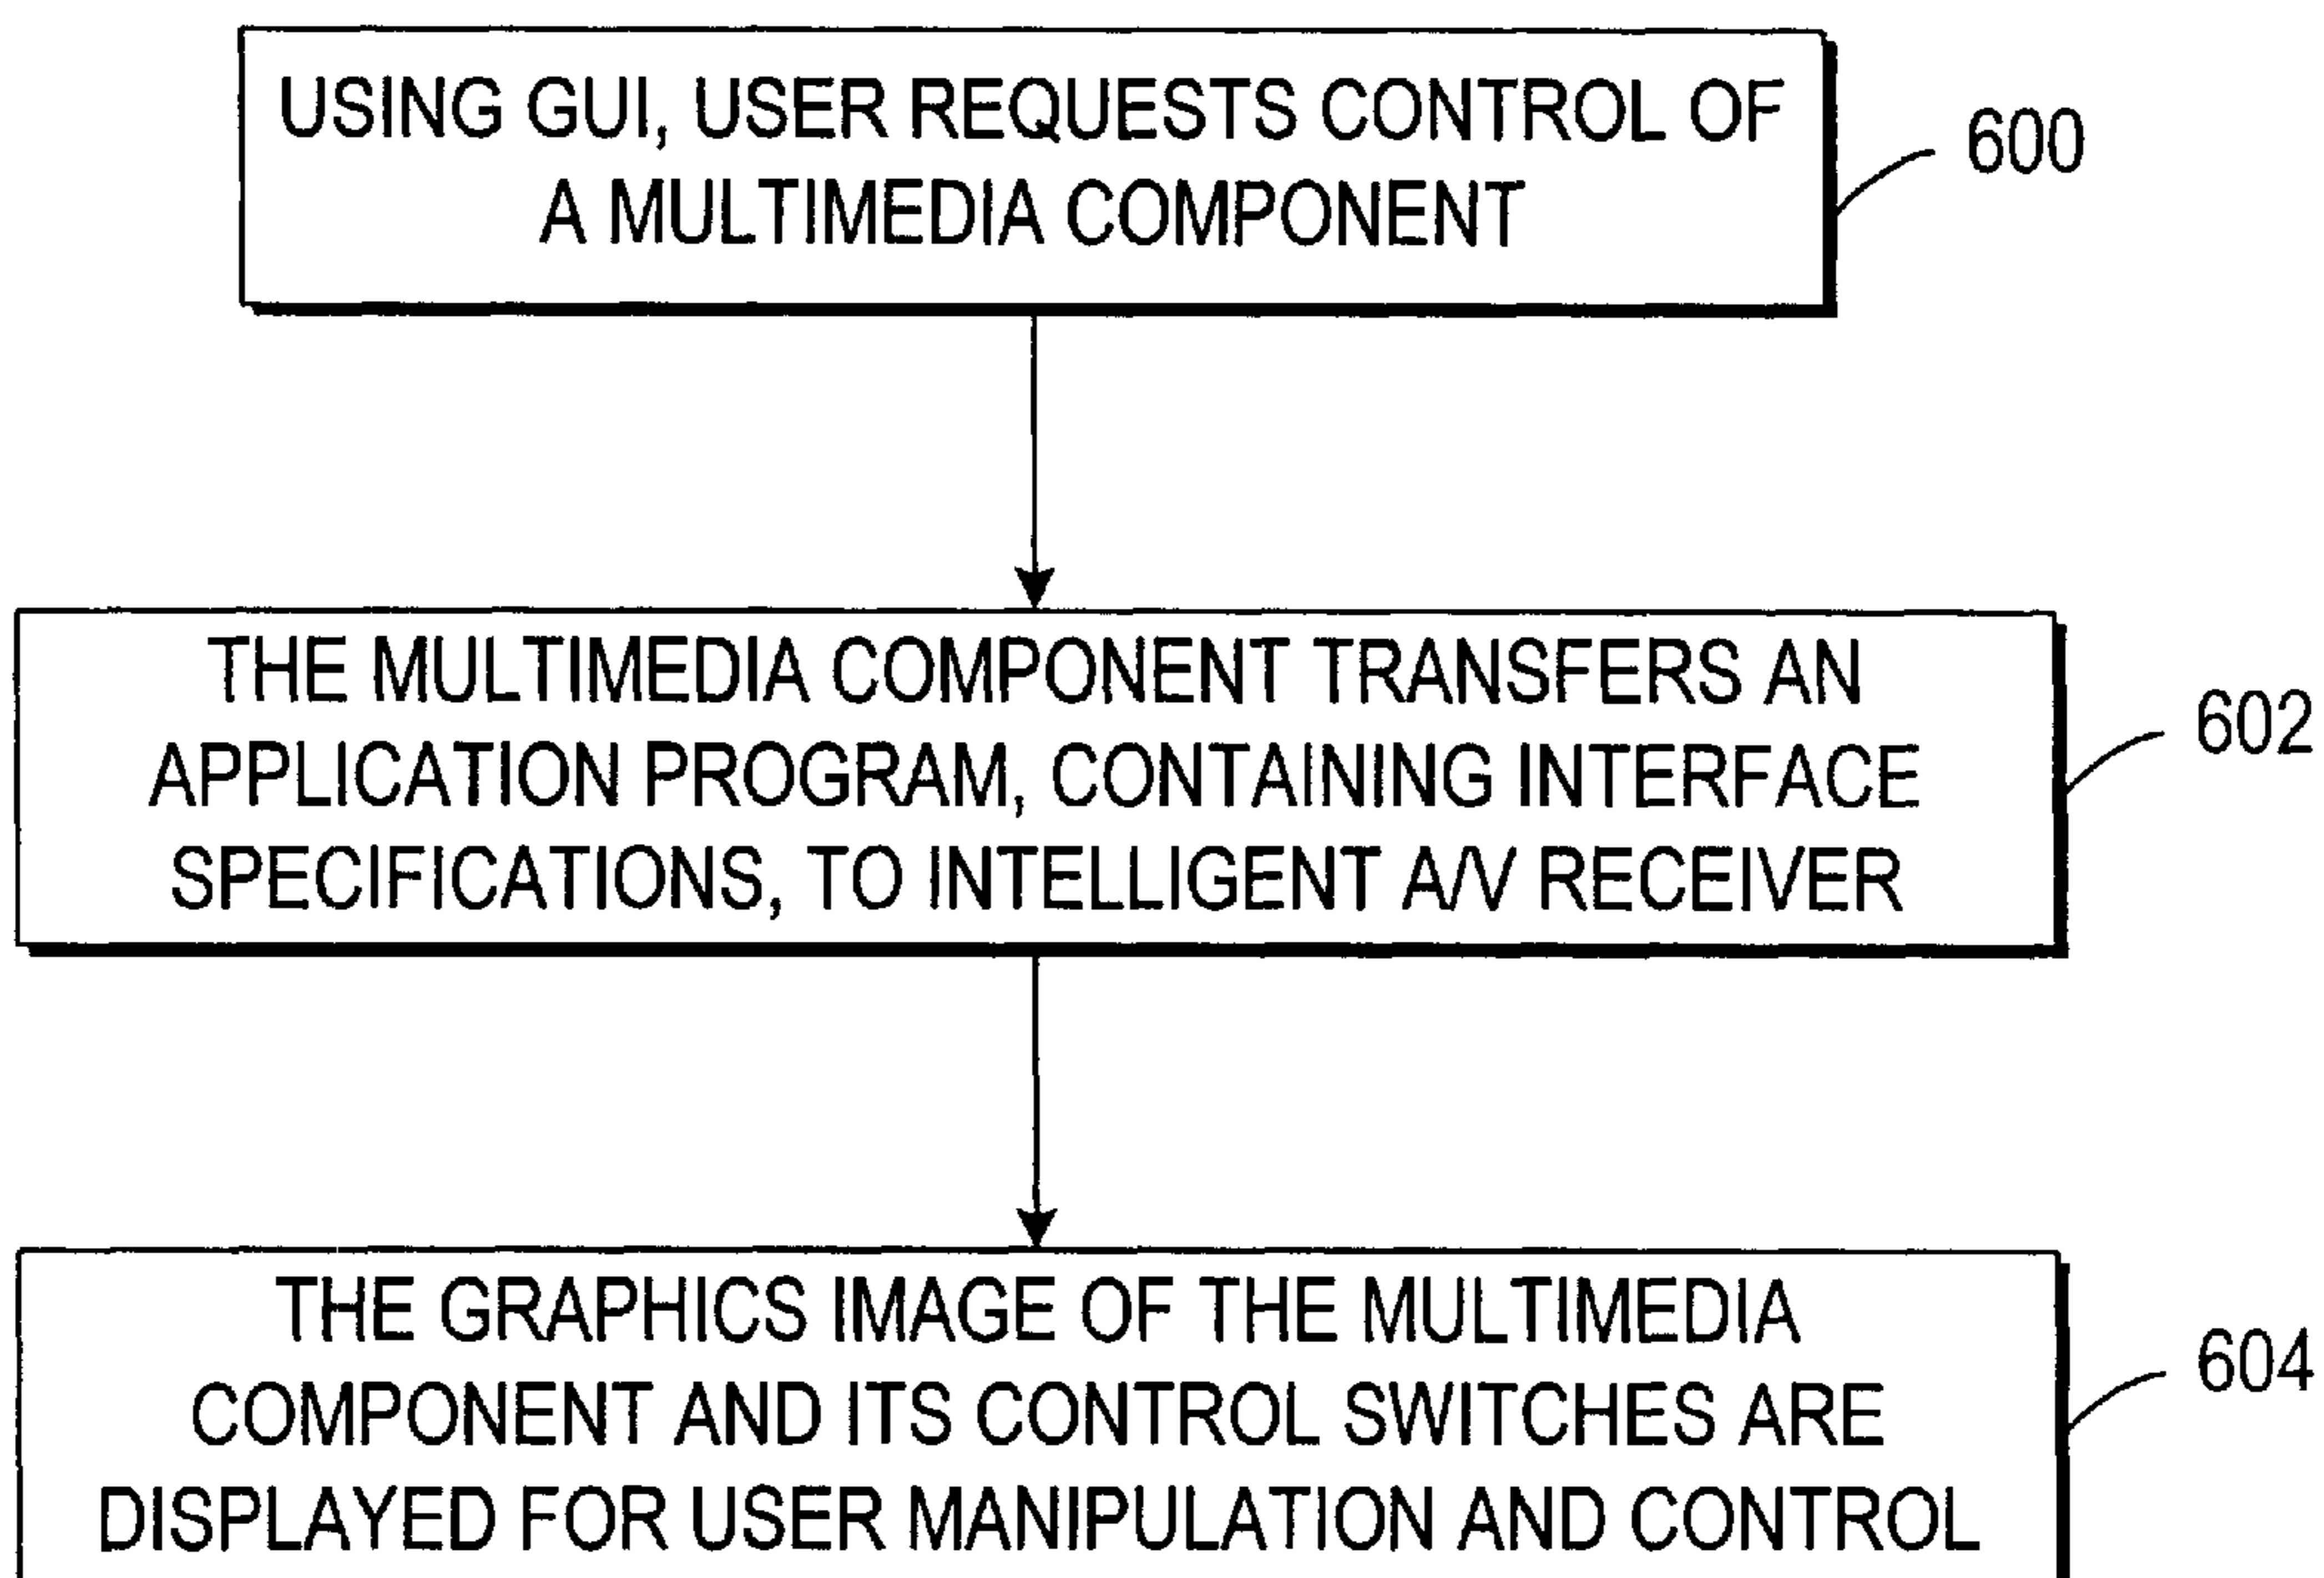 USING GUI, USER REQUESTS CONTROL OF
A MULTIMEDIA COMPONENT
600
THE MULTIMEDIA COMPONENT TRANSFERS AN
APPLICATION PROGRAM, CONTAINING INTERFACE
SPECIFICATIONS, TO INTELLIGENT A/V RECEIVER
602
THE GRAPHICS IMAGE OF THE MULTIMEDIA
COMPONENT AND ITS CONTROL SWITCHES ARE
DISPLAYED FOR USER MANIPULATION AND CONTROL
604